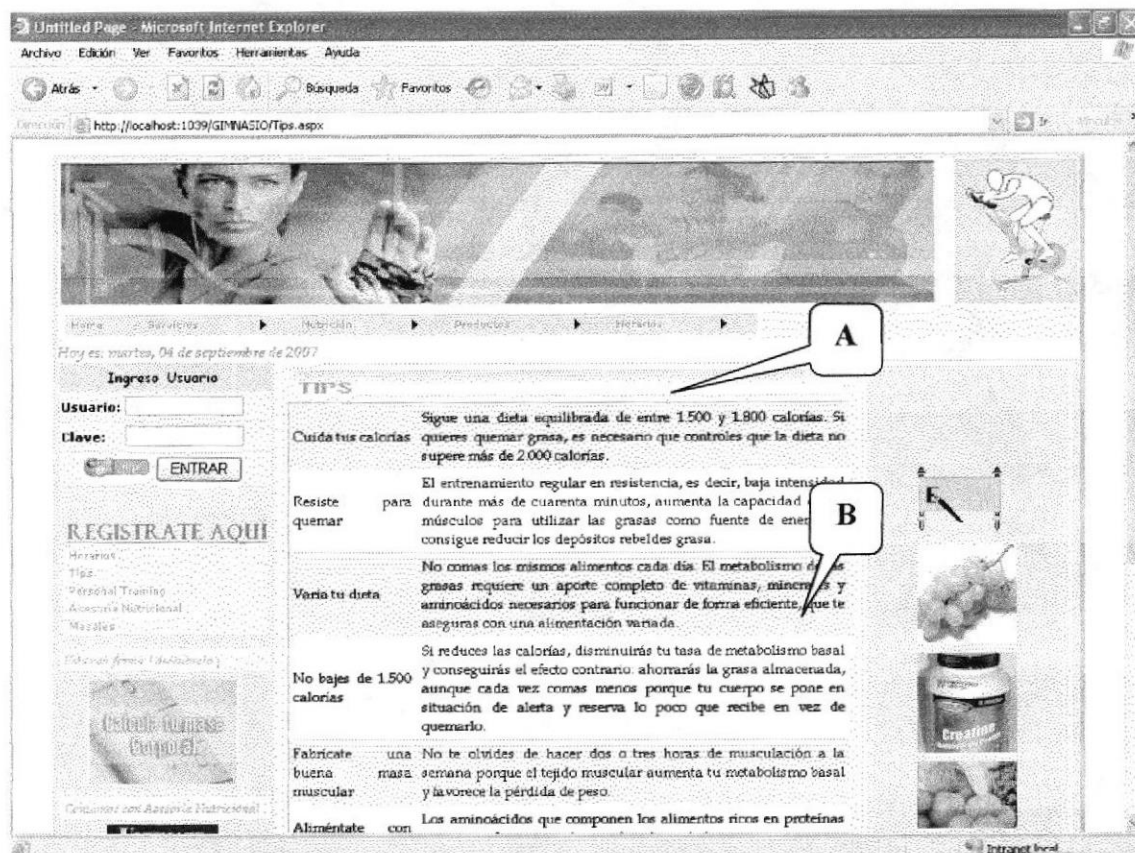 Untitled Page - Microsoft Internet Explorer
Archivo Edición Ver Favoritos Herramientas Ayuda
Atrás Búsqueda Favoritos
Dirección http://localhost:1039/GIMNASIO/Tips.aspx Ir
Home Servicios Nutrición Productos Horarios
A
Hoy es: martes, 04 de septiembre de 2007
Ingreso Usuario
Usuario:
Clave:
ENTRAR
REGISTRATE AQUI
Horarios
Tips
Personal Training
Asesoría Nutricional
Masajes
Calcula tu masa
Corporal
TIPS
Cuida tus calorías
Sigue una dieta equilibrada de entre 1.500 y 1.800 calorías. Si
quieres quemar grasa, es necesario que controles que la dieta no
supere más de 2.000 calorías.
Resiste para
quemar
El entrenamiento regular en resistencia, es decir, baja intensidad
durante más de cuarenta minutos, aumenta la capacidad
músculos para utilizar las grasas como fuente de
consigue reducir los depósitos rebeldes grasa.
B
Varia tu dieta
No comas los mismos alimentos cada día. El metabolismo de
grasas requiere un aporte completo de vitaminas, minerales y
aminoácidos necesarios para funcionar de forma eficiente, que te
aseguras con una alimentación variada.
No bajes de 1.500
calorías
Si reduces las calorías, disminuirás tu tasa de metabolismo basal
y conseguirás el efecto contrario: ahorrarás la grasa almacenada,
aunque cada vez comas menos porque tu cuerpo se pone en
situación de alerta y reserva lo poco que recibe en vez de
quemarlo.
Fabrícate una
buena masa
muscular
No te olvides de hacer dos o tres horas de musculación a la
semana porque el tejido muscular aumenta tu metabolismo basal
y favorece la pérdida de peso.
Aliméntate con
Los aminoácidos que componen los alimentos ricos en proteínas
E
Creatine
Intranet local